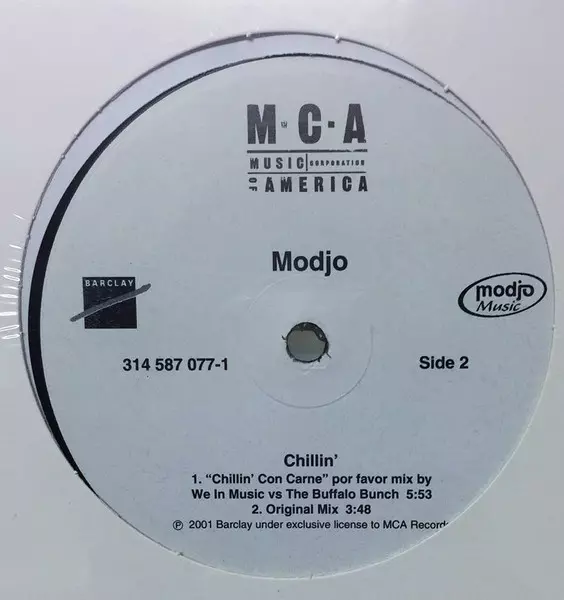 M·C·A
MUSIC CORPORATION
OF AMERICA
Modjo
BARCLAY
modjo
Music
314 587 077-1
Side 2
Chillin'
1. “Chillin' Con Carne” por favor mix by
We In Music vs The Buffalo Bunch 5:53
2. Original Mix 3:48
℗ 2001 Barclay under exclusive license to MCA Record